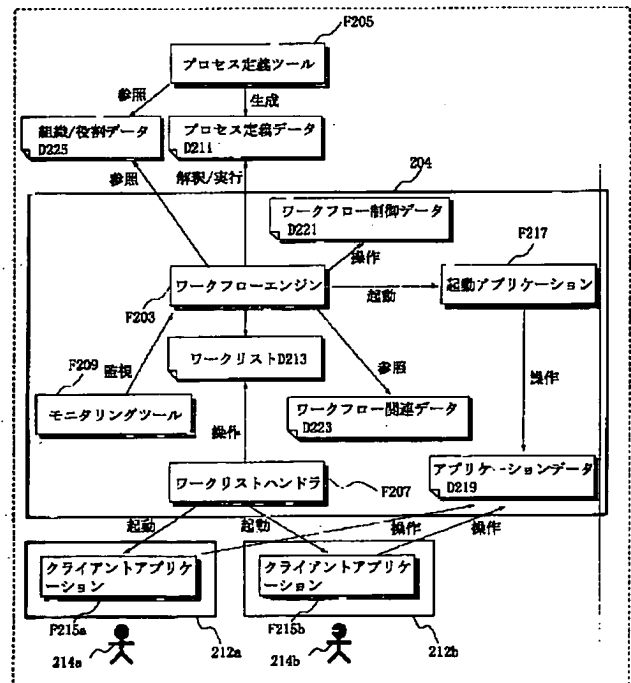 F205
プロセス定義ツール
参照
生成
組織/役割データ
D225
プロセス定義データ
D211
参照
解釈/実行
204
ワークフロー制御データ
D221
F217
操作
ワークフローエンジン
起動
起動アプリケーション
F203
F209
監視
ワークリストD213
参照
操作
モニタリングツール
操作
ワークフロー関連データ
D223
ワークリストハンドラ
F207
アプリケーションデータ
D219
起動
起動
操作
操作
クライアントアプリケ
ーション
クライアントアプリケ
ーション
F215a
212a
F215b
212b
214a
214b